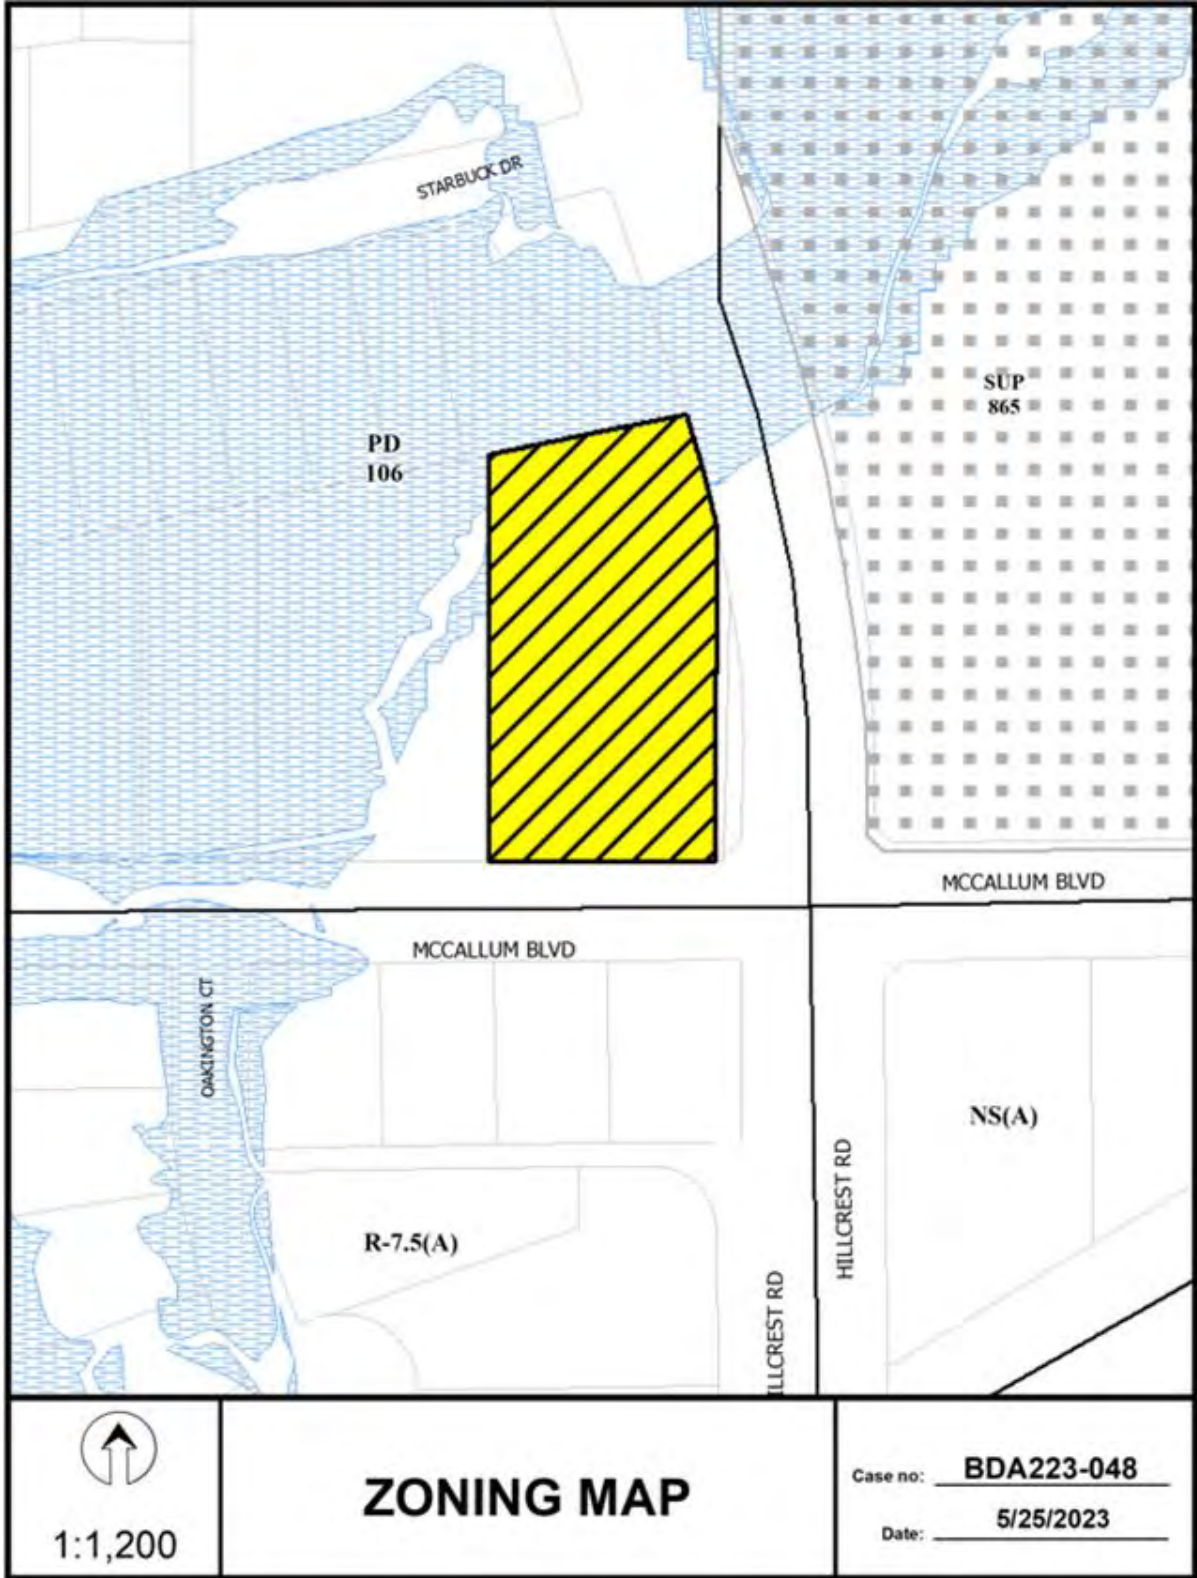 STARBUCK DR
SUP
865
PD
106
MCCALLUM BLVD
MCCALLUM BLVD
OAKINGTON CT
NS(A)
HILLCREST RD
R-7.5(A)
ILLCREST RD
1:1,200
ZONING MAP
Case no: BDA223-048
Date: 5/25/2023